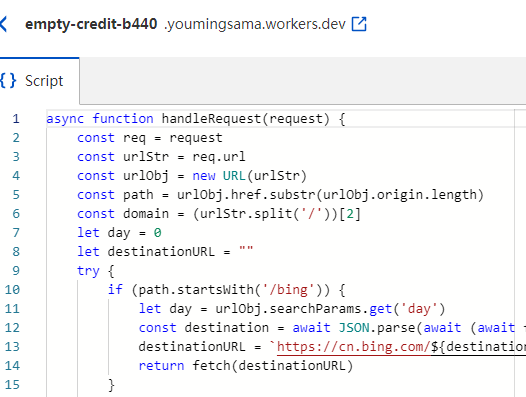 empty-credit-b440 .youmingsama.workers.dev
{} Script
1 async function handleRequest(request) {
2 const req = request
3 const urlStr = req.url
4 const urlObj = new URL(urlStr)
5 const path = urlObj.href.substr(urlObj.origin.length)
6 const domain = (urlStr.split('/'))[2]
7 let day = 0
8 let destinationURL = ""
9 try {
10 if (path.startsWith('/bing')) {
11 let day = urlObj.searchParams.get('day')
12 const destination = await JSON.parse(await (await
13 destinationURL = `https://cn.bing.com/${destination
14 return fetch(destinationURL)
15 }